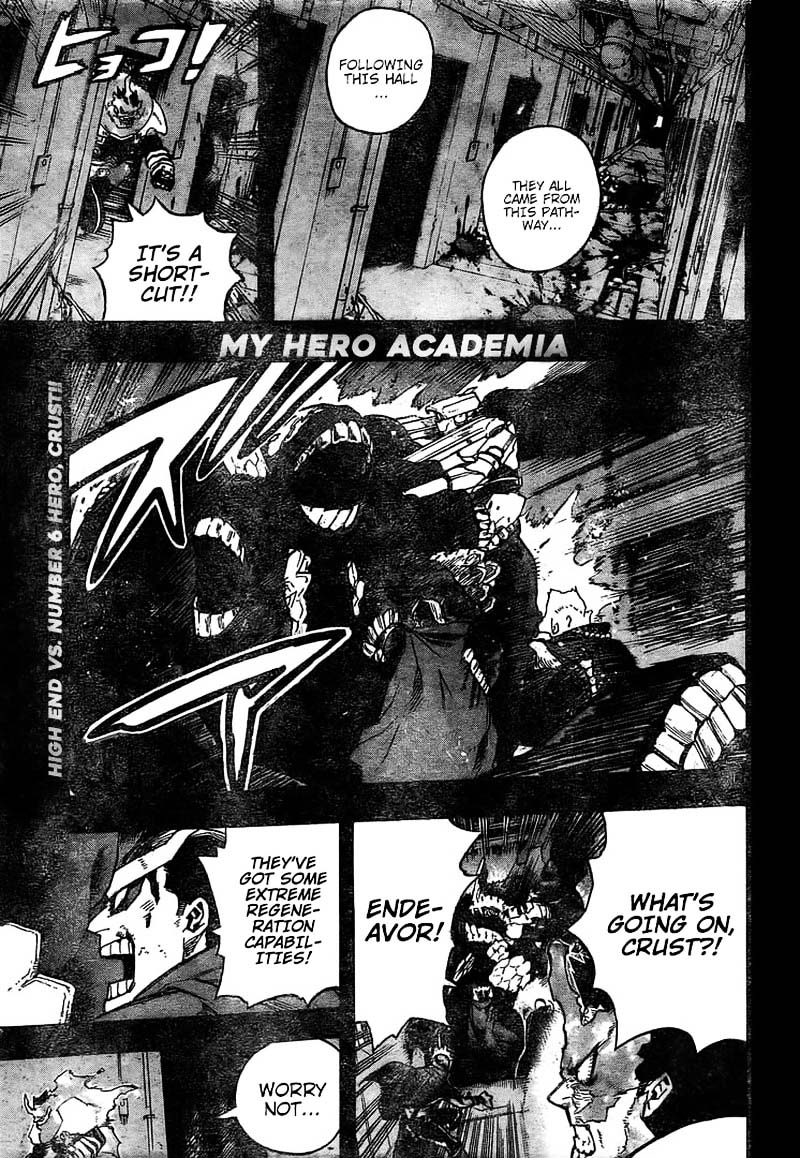 FOLLOWING
THIS HALL
...
THEY ALL
CAME FROM
THIS PATH-
WAY...
ヒョコ!
IT'S A
SHORT-
CUT!!
MY HERO ACADEMIA
HIGH END VS. NUMBER 6 HERO, CRUST!!
WHAT'S
GOING ON,
CRUST?!
ENDE-
AVOR!
THEY'VE
GOT SOME
EXTREME
REGENE-
RATION
CAPABIL-
ITIES!
WORRY
NOT...